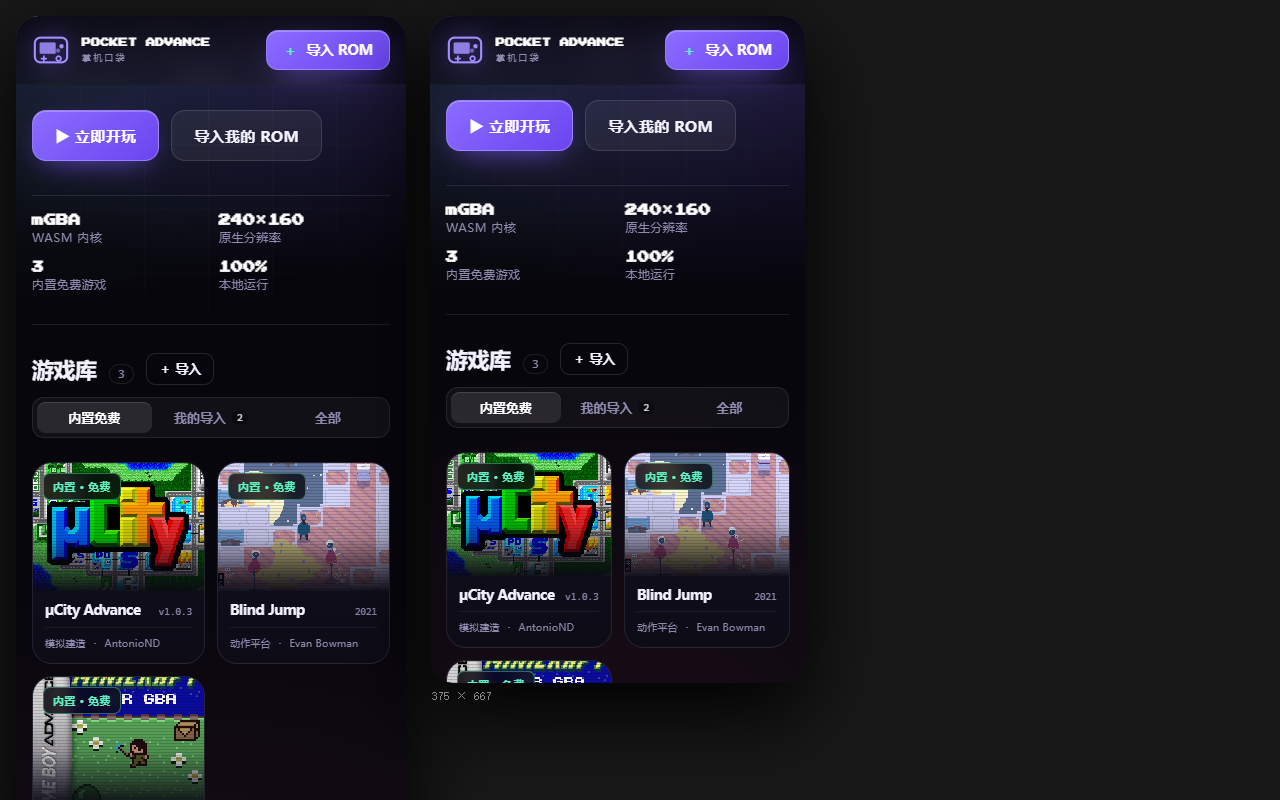 POCKET ADVANCE
掌机口袋
+ 导入 ROM
▶ 立即开玩
导入我的 ROM
mGBA
WASM 内核
240×160
原生分辨率
3
内置免费游戏
100%
本地运行
游戏库
3
+ 导入
内置免费
我的导入 2
全部
内置 • 免费
μCity
μCity Advance
v1.0.3
模拟建造 · AntonioND
内置 • 免费
Blind Jump
2021
动作平台 · Evan Bowman
内置 • 免费
R GBA
POCKET ADVANCE
掌机口袋
+ 导入 ROM
▶ 立即开玩
导入我的 ROM
mGBA
WASM 内核
240×160
原生分辨率
3
内置免费游戏
100%
本地运行
游戏库
3
+ 导入
内置免费
我的导入 2
全部
内置 • 免费
μCity
μCity Advance
v1.0.3
模拟建造 · AntonioND
内置 • 免费
Blind Jump
2021
动作平台 · Evan Bowman
375 × 667